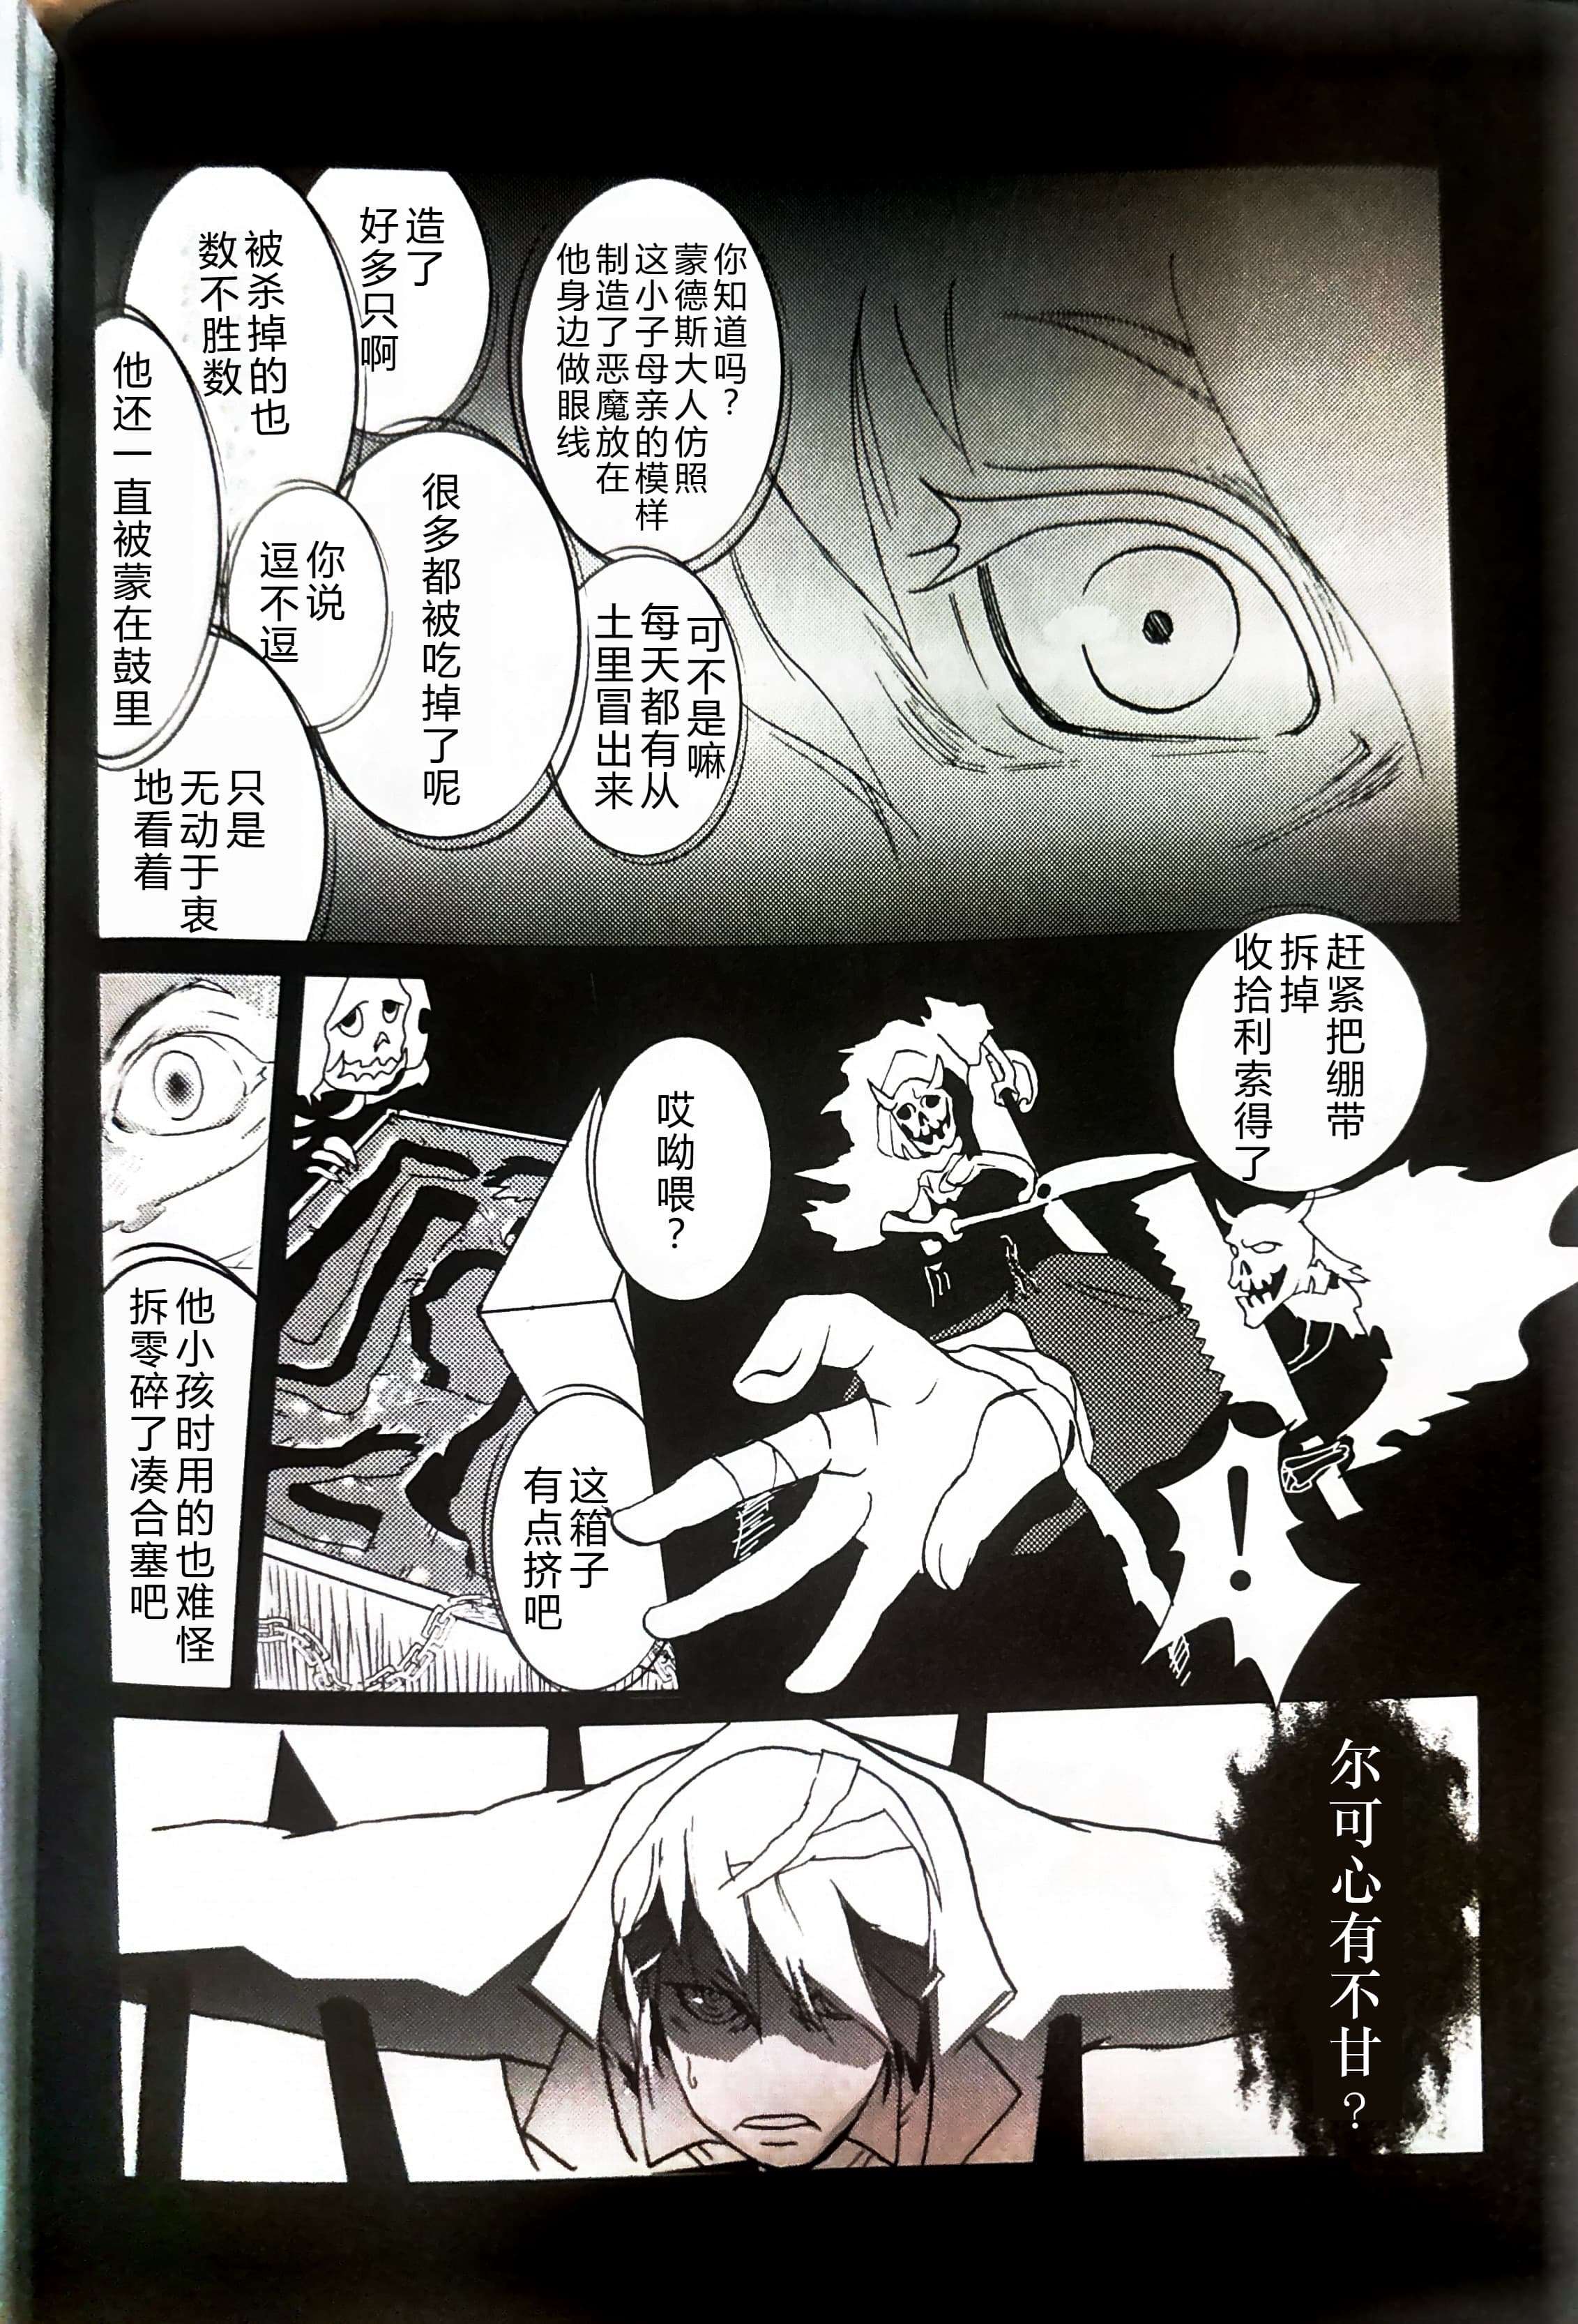 你知道吗？
蒙德斯大人仿照
这小子母亲的模样
制造了恶魔放在
他身边做眼线
可不是嘛
每天都有从
土里冒出来
造了
好多只啊
很多都被吃掉了呢
被杀掉的也
数不胜数
你说
逗不逗
他还一直被蒙在鼓里
只是
无动于衷
地看着
赶紧把绷带
拆掉
收拾利索得了
哎呦喂？
！
这箱子
有点挤吧
他小孩时用的也难怪
拆零碎了凑合塞吧
尔可心有不甘？